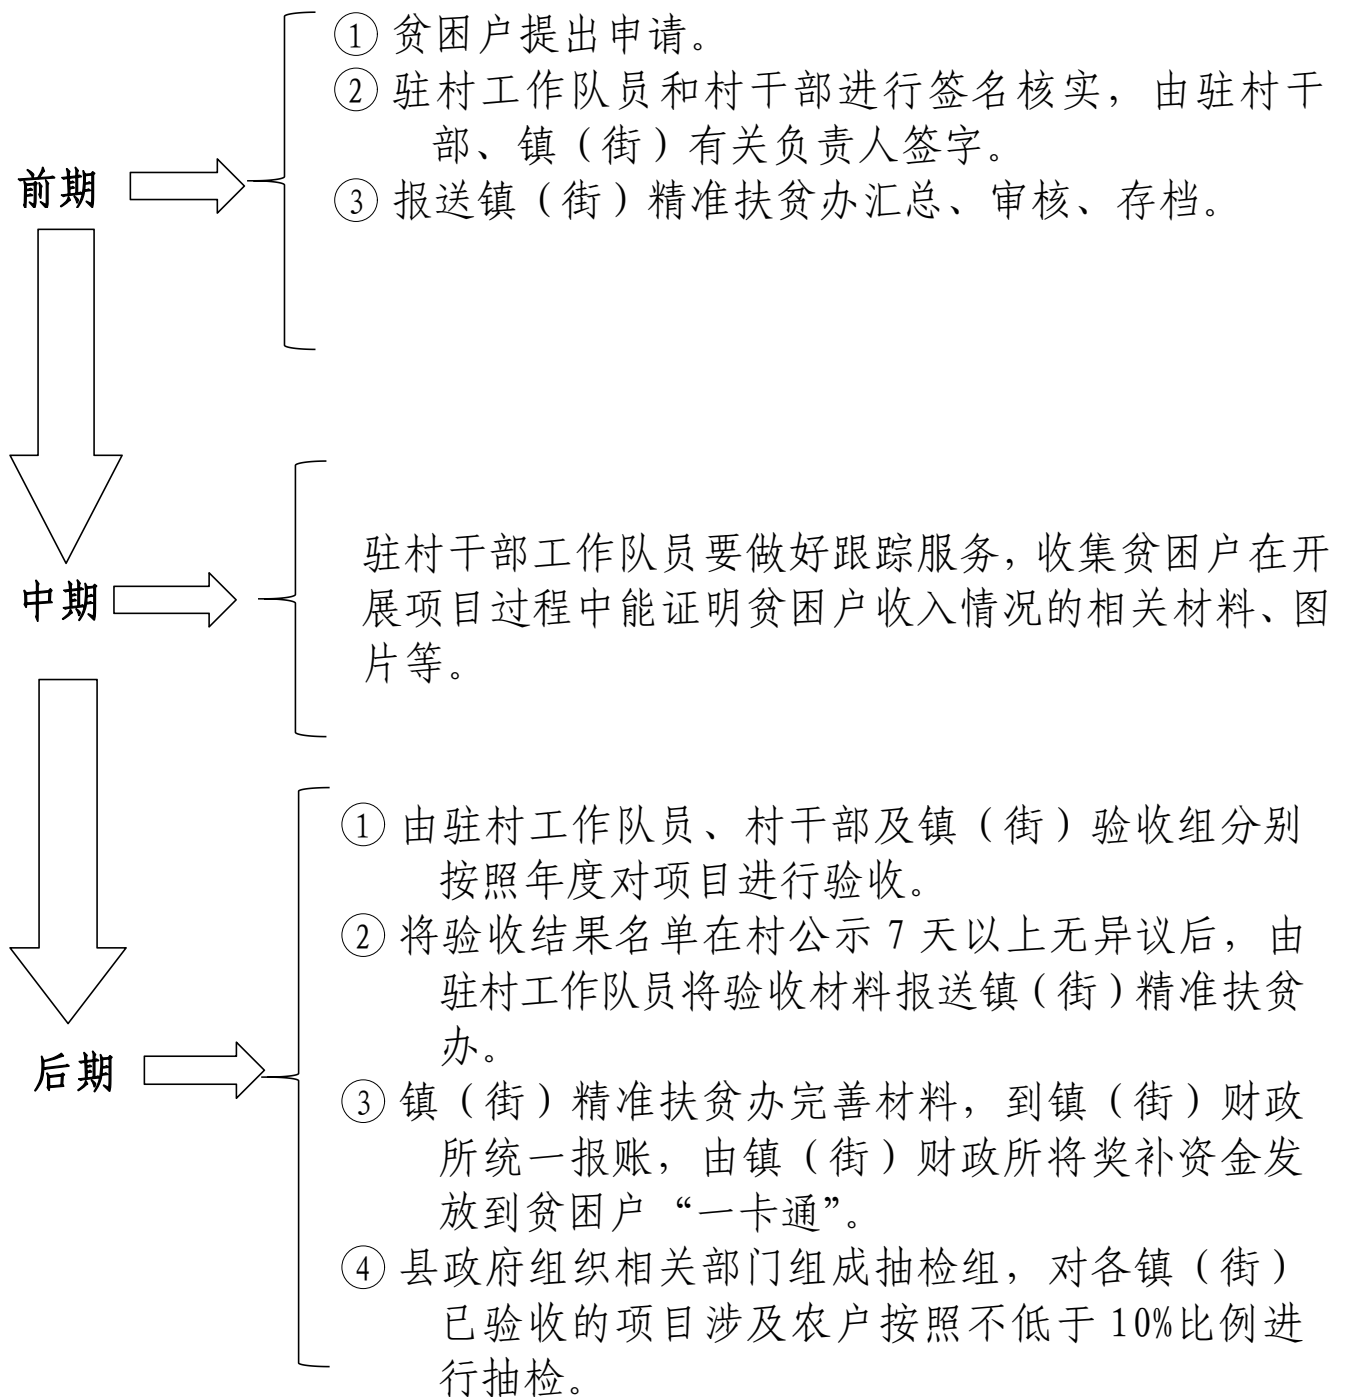 前期
① 贫困户提出申请。
② 驻村工作队员和村干部进行签名核实，由驻村干
部、镇（街）有关负责人签字。
③ 报送镇（街）精准扶贫办汇总、审核、存档。
中期
驻村干部工作队员要做好跟踪服务，收集贫困户在开
展项目过程中能证明贫困户收入情况的相关材料、图
片等。
后期
① 由驻村工作队员、村干部及镇（街）验收组分别
按照年度对项目进行验收。
② 将验收结果名单在村公示 7 天以上无异议后，由
驻村工作队员将验收材料报送镇（街）精准扶贫
办。
③ 镇（街）精准扶贫办完善材料，到镇（街）财政
所统一报账，由镇（街）财政所将奖补资金发
放到贫困户“一卡通”。
④ 县政府组织相关部门组成抽检组，对各镇（街）
已验收的项目涉及农户按照不低于 10%比例进
行抽检。